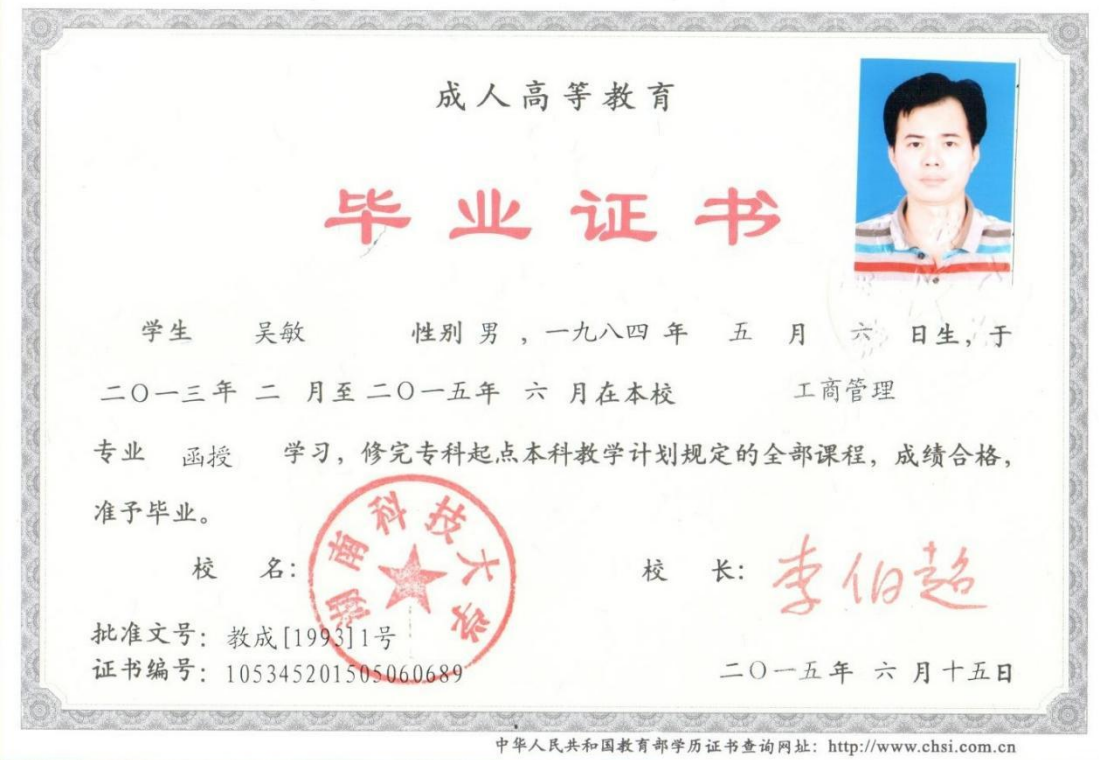 成人高等教育
毕业证书
学生 吴敏 性别 男 ,一九八四 年 五 月 六 日生,于
二〇一三年 二 月至 二〇一五年 六 月在本校 工商管理
专业 函授 学习,修完专科起点本科教学计划规定的全部课程,成绩合格,
准予毕业。
校 名: 湖南科技大学
校 长: 李伯超
批准文号:教成[1993]1号
证书编号:105345201505060689
二〇一五年 六 月十五日
中华人民共和国教育部学历证书查询网址:http://www.chsi.com.cn